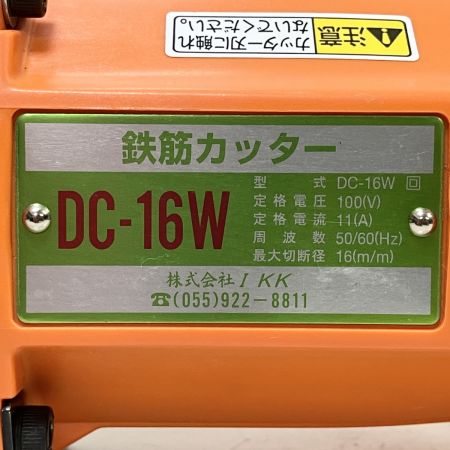 注意
カッター刃に触れ
ないでください。
鉄筋カッター
DC-16W
型式 DC-16W 回
定格電圧 100(V)
定格電流 11(A)
周波数 50/60(Hz)
最大切断径 16(m/m)
株式会社 I KK
☎(055)922-8811